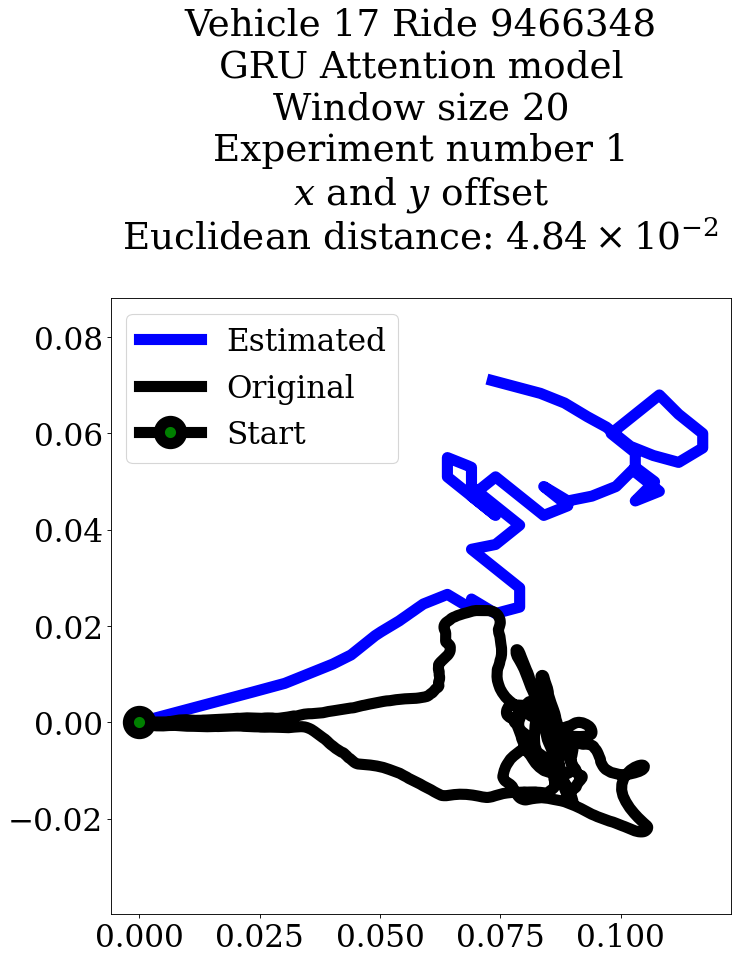 Vehicle 17 Ride 9466348
GRU Attention model
Window size 20
Experiment number 1
x and y offset
Euclidean distance: 4.84 × 10⁻²
Estimated
Original
Start
0.08
0.06
0.04
0.02
0.00
−0.02
0.000 0.025 0.050 0.075 0.100